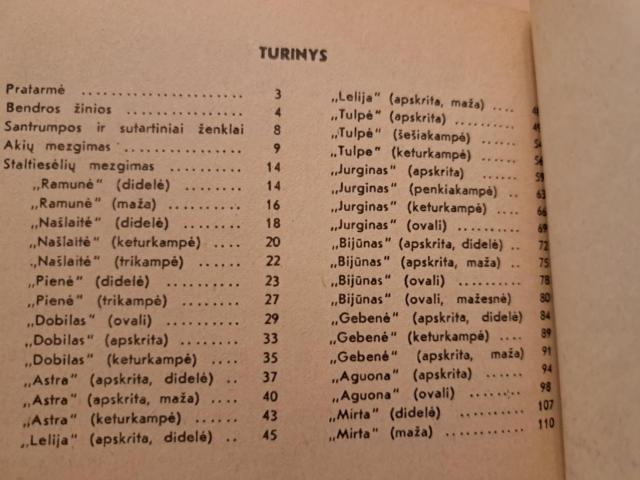 TURINYS
Pratarmė .................... 3
Bendros žinios ................ 4
Santrumpos ir sutartiniai ženklai 8
Akių mezgimas ............... 9
Staltiesėlių mezgimas ........... 14
„Ramunė" (didelė) ......... 14
„Ramunė" (maža) ......... 16
„Našlaitė" (didelė) ........ 18
„Našlaitė" (keturkampė) .... 20
„Našlaitė" (trikampė) ...... 22
„Pienė" (didelė) ........... 23
„Pienė" (trikampė) ......... 27
„Dobilas" (ovali) ......... 29
„Dobilas" (apskrita) ....... 33
„Dobilas" (keturkampė) .... 35
„Astra" (apskrita, didelė) .. 37
„Astra" (apskrita, maža) ... 40
„Astra" (keturkampė) ...... 43
„Lelija" (apskrita, didelė) .. 45
„Lelija" (apskrita, maža) ....
„Tulpė" (apskrita) .........
„Tulpė" (šešiakampė) ......
„Tulpe" (keturkampė) ......
„Jurginas" (apskrita) ....... 59
„Jurginas" (penkiakampė) ... 63
„Jurginas" (keturkampė) .... 66
„Jurginas" (ovali) ......... 69
„Bijūnas" (apskrita, didelė) .. 72
„Bijūnas" (apskrita, maža) .. 75
„Bijūnas" (ovali) .......... 78
„Bijūnas" (ovali, mažesnė) 80
„Gebenė" (apskrita, didelė) 84
„Gebenė" (keturkampė) .... 89
„Gebenė" (apskrita, maža) 91
„Aguona" (apskrita) ....... 94
„Aguona" (ovali) .......... 98
„Mirta" (didelė) .......... 107
„Mirta" (maža) ........... 110